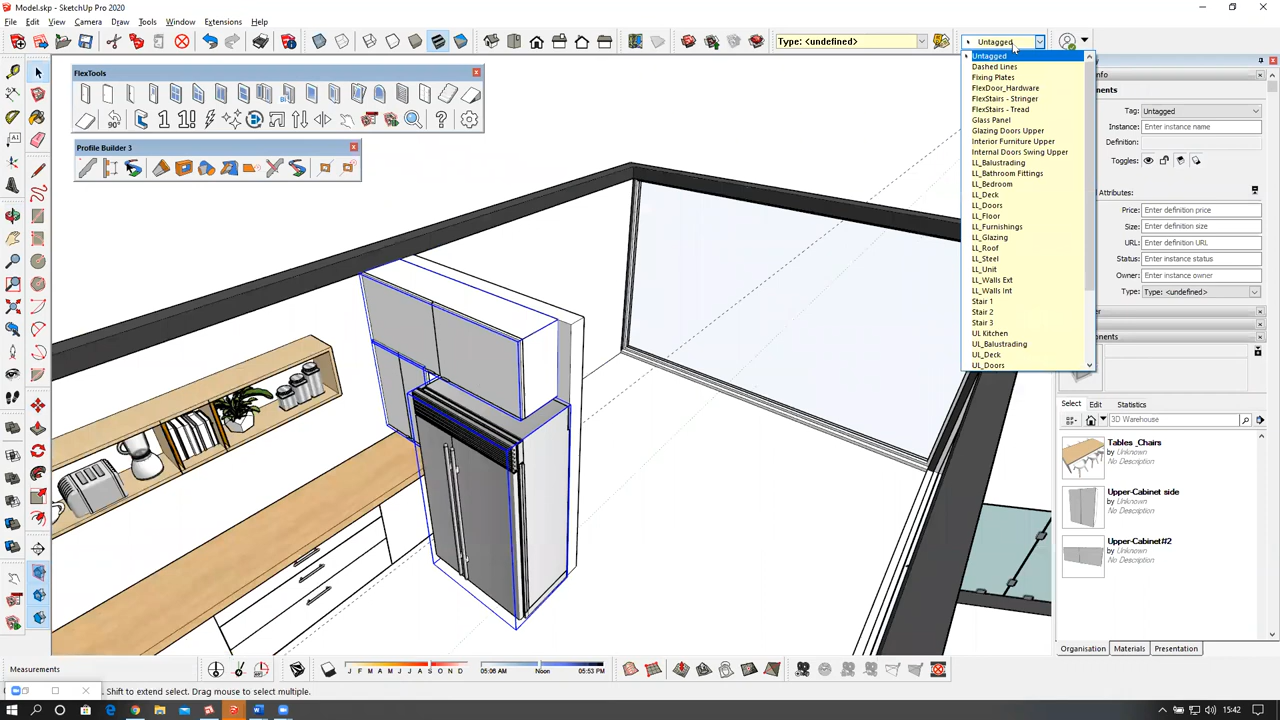 Model.skp - SketchUp Pro 2020
File Edit View Camera Draw Tools Window Extensions Help
Type: <undefined>
Untagged
FlexTools
Profile Builder 3
Untagged
Dashed Lines
Fixing Plates
FlexDoor_Hardware
FlexStairs - Stringer
FlexStairs - Tread
Glass Panel
Glazing Doors Upper
Interior Furniture Upper
Internal Doors Swing Upper
LL_Balustrading
LL_Bathroom Fittings
LL_Bedroom
LL_Deck
LL_Doors
LL_Floor
LL_Furnishings
LL_Glazing
LL_Roof
LL_Steel
LL_Unit
LL_Walls Ext
LL_Walls Int
Stair 1
Stair 2
Stair 3
UL Kitchen
UL_Balustrading
UL_Deck
UL_Doors
Tag: Untagged
Instance: Enter instance name
Definition:
Toggles:
Attributes:
Price: Enter definition price
Size: Enter definition size
URL: Enter definition URL
Status: Enter instance status
Owner: Enter instance owner
Type: Type: <undefined>
Select Edit Statistics
3D Warehouse
Tables _Chairs
by Unknown
No Description
Upper-Cabinet side
by Unknown
No Description
Upper-Cabinet#2
by Unknown
No Description
Organisation Materials Presentation
Measurements
J F M A M J J A S O N D
05:06 AM Noon 05:53 PM
Shift to extend select. Drag mouse to select multiple.
15:42